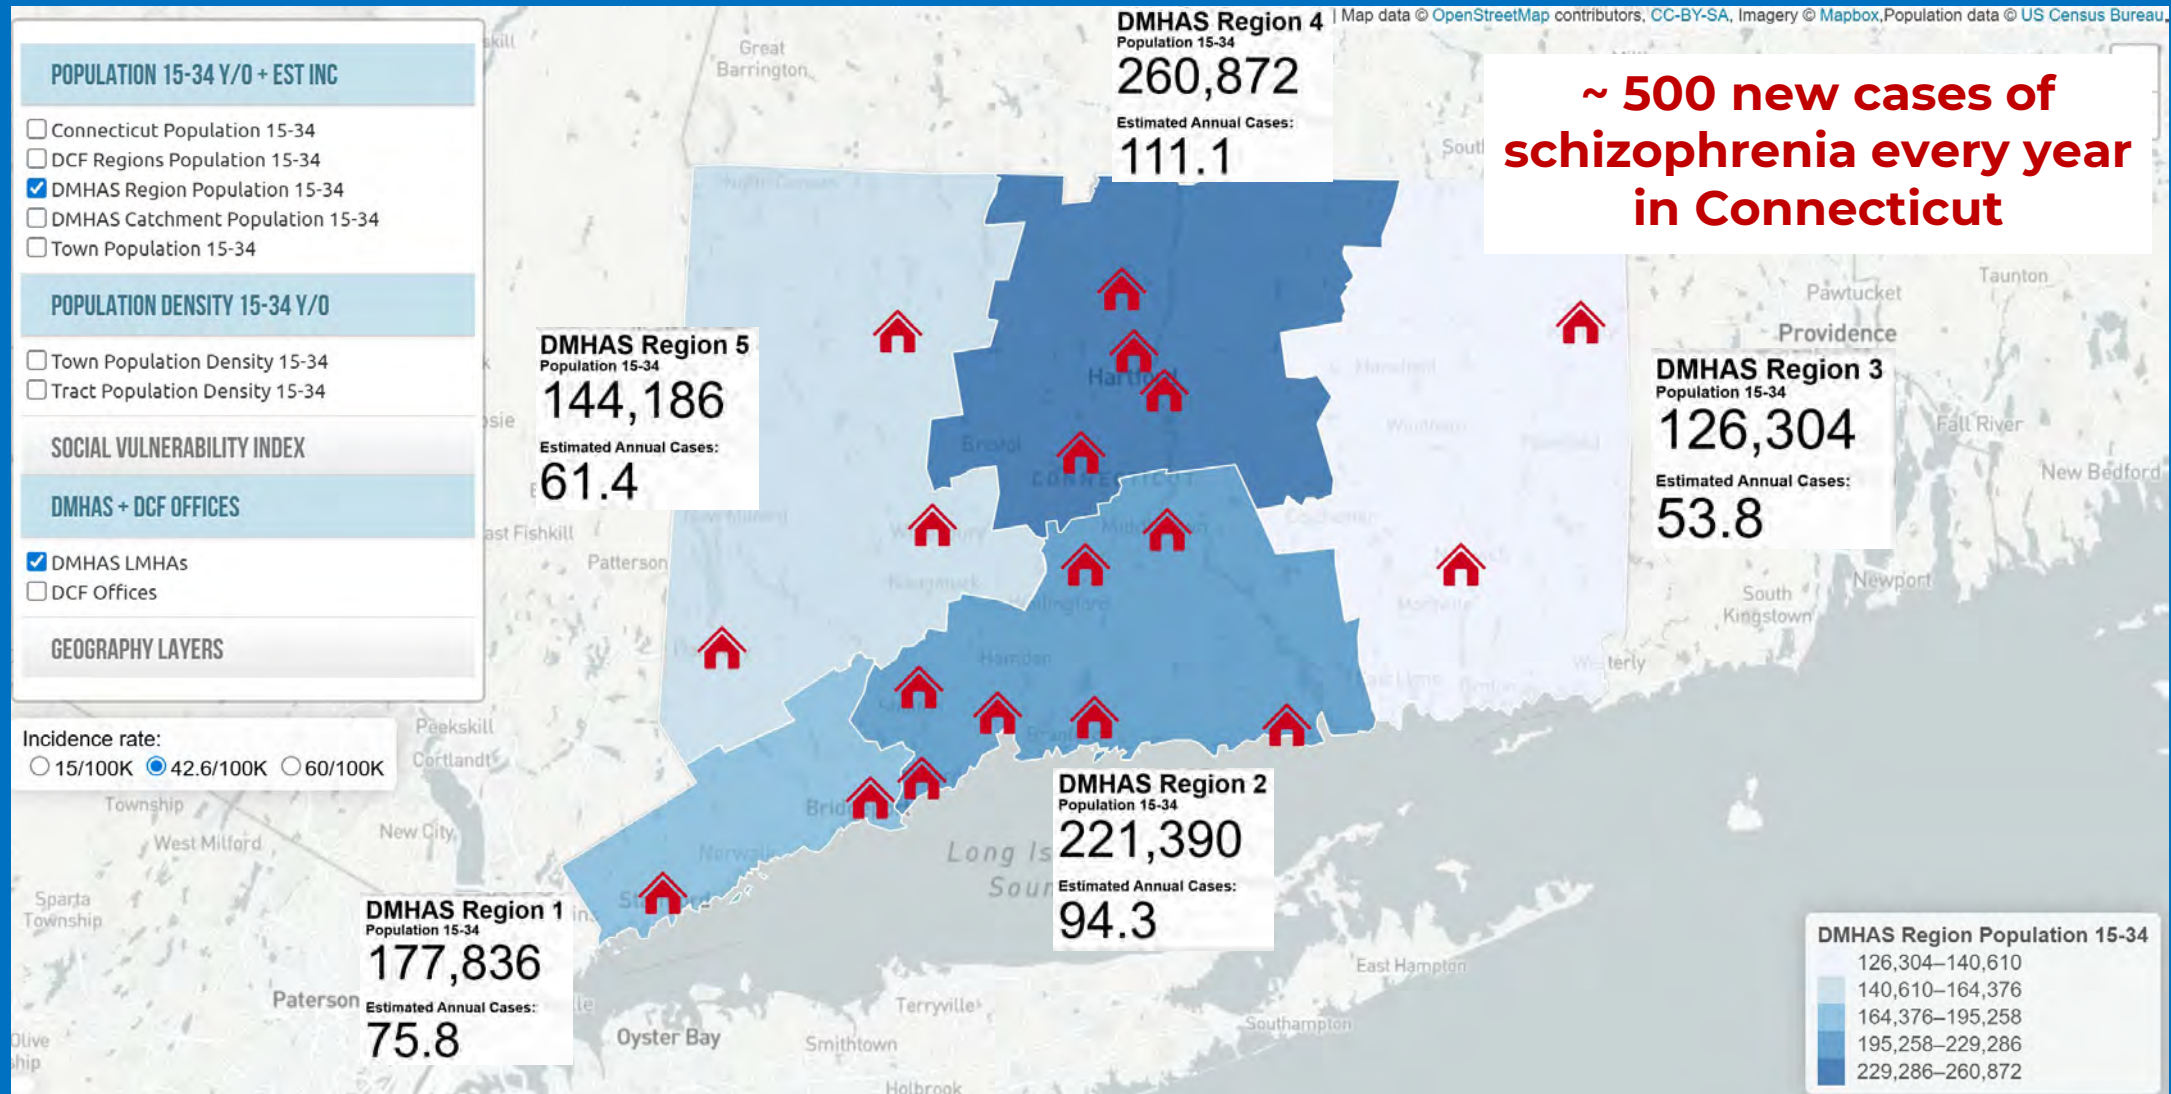 DMHAS Region 4
Population 15-34
260,872
Estimated Annual Cases:
111.1
| Map data © OpenStreetMap contributors, CC-BY-SA, Imagery © Mapbox,Population data © US Census Bureau,
~ 500 new cases of
schizophrenia every year
in Connecticut
POPULATION 15-34 Y/O + EST INC
Connecticut Population 15-34
DCF Regions Population 15-34
DMHAS Region Population 15-34
DMHAS Catchment Population 15-34
Town Population 15-34
POPULATION DENSITY 15-34 Y/O
Town Population Density 15-34
Tract Population Density 15-34
SOCIAL VULNERABILITY INDEX
DMHAS + DCF OFFICES
DMHAS LMHAs
DCF Offices
GEOGRAPHY LAYERS
Incidence rate:
15/100K 42.6/100K 60/100K
DMHAS Region 5
Population 15-34
144,186
Estimated Annual Cases:
61.4
DMHAS Region 3
Population 15-34
126,304
Estimated Annual Cases:
53.8
DMHAS Region 2
Population 15-34
221,390
Estimated Annual Cases:
94.3
DMHAS Region 1
Population 15-34
177,836
Estimated Annual Cases:
75.8
DMHAS Region Population 15-34
126,304–140,610
140,610–164,376
164,376–195,258
195,258–229,286
229,286–260,872
Great
Barrington
Taunton
Pawtucket
Providence
Fall River
New Bedford
Newport
South
Kingstown
Bristol
CONNECTICUT
Hamden
Norwalk
Patterson
Peekskill
Cortlandt
Township
West Milford
New City
Sparta
Township
Paterson
Oyster Bay
Smithtown
Terryville
Holbrook
Southampton
East Hampton